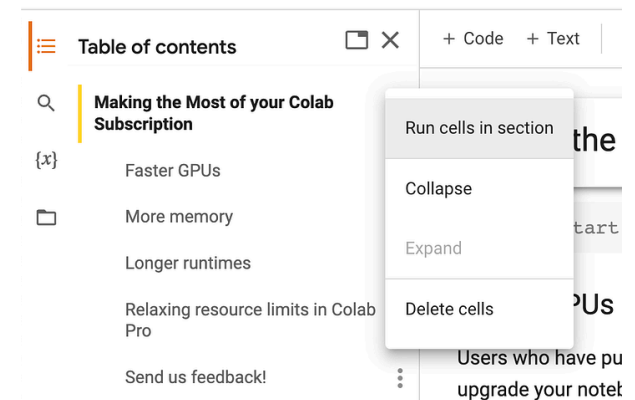 Table of contents
+ Code + Text
Making the Most of your Colab
Subscription
Faster GPUs
More memory
Longer runtimes
Relaxing resource limits in Colab
Pro
Send us feedback!
{x}
Run cells in section
Collapse
Expand
Delete cells
the
tart
PUs
Users who have pu
upgrade your noteb